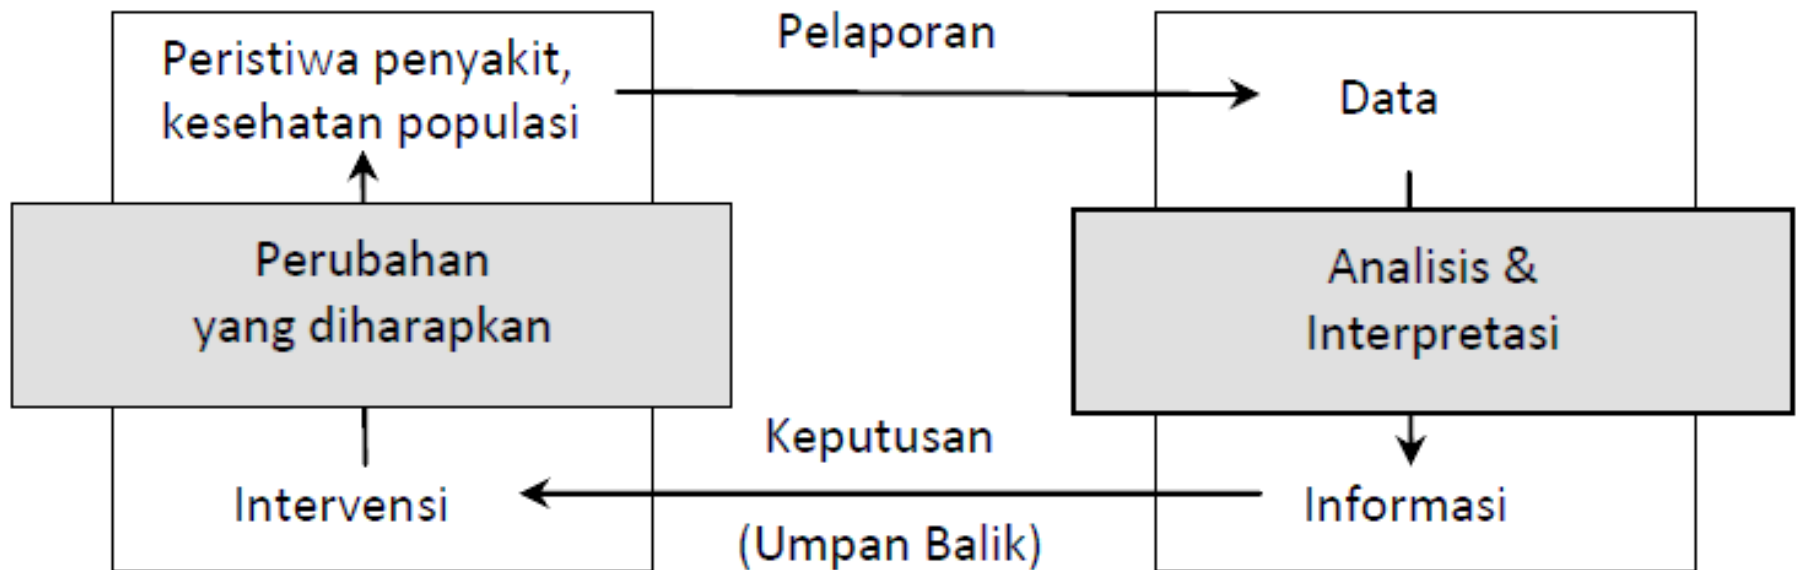 Peristiwa penyakit,
kesehatan populasi
Pelaporan
Data
Perubahan
yang diharapkan
Analisis &
Interpretasi
Intervensi
Keputusan
(Umpan Balik)
Informasi